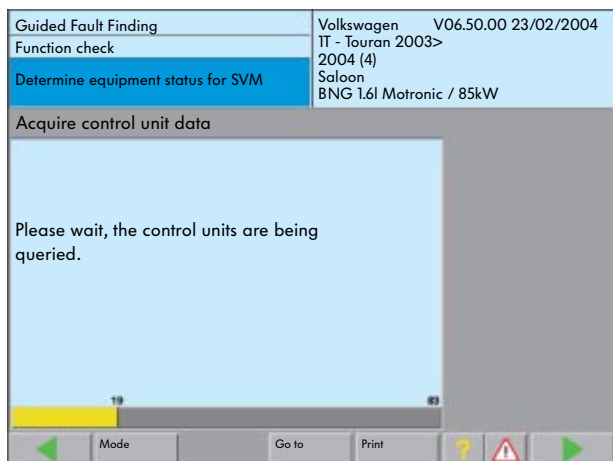 Guided Fault Finding
Function check
Determine equipment status for SVM
Volkswagen V06.50.00 23/02/2004
1T - Touran 2003>
2004 (4)
Saloon
BNG 1.6l Motronic / 85kW
Acquire control unit data
Please wait, the control units are being
queried.
19 83
Mode Go to Print ?